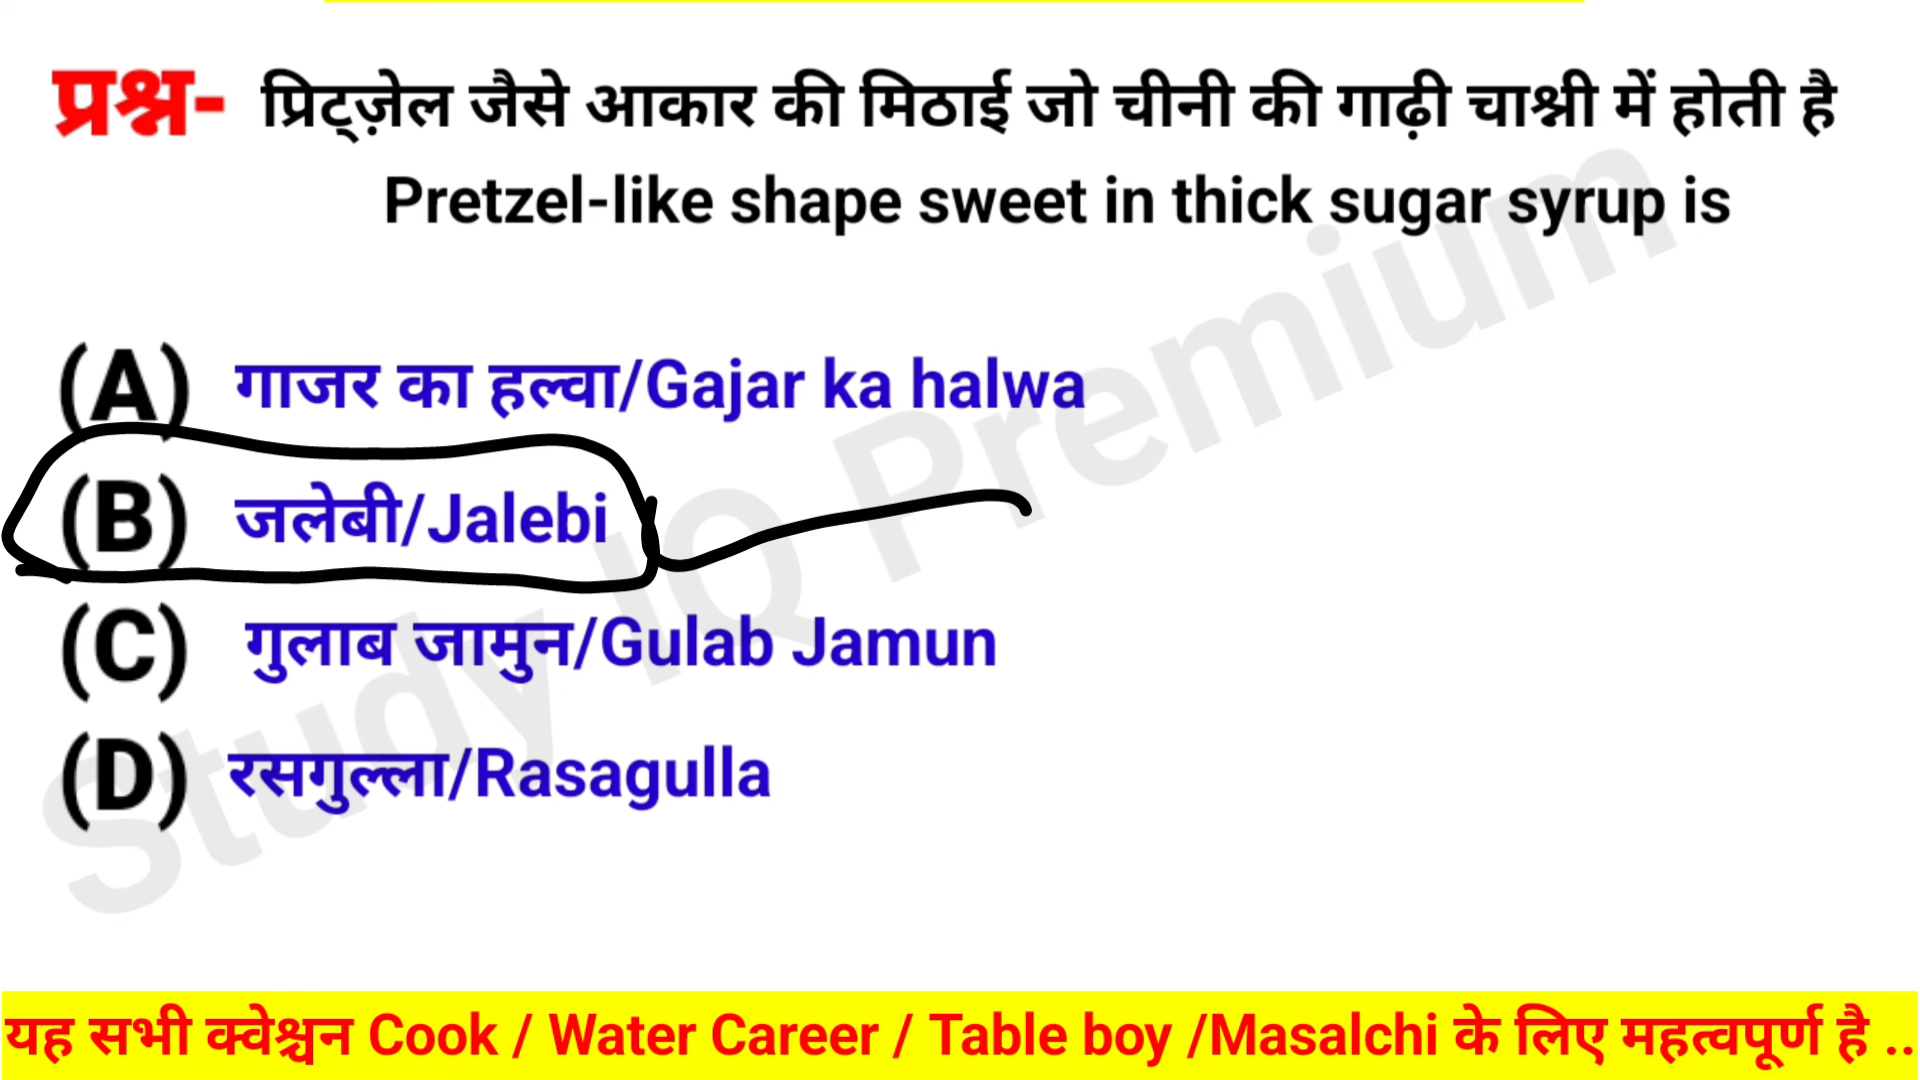 प्रश्न- प्रिट्ज़ेल जैसे आकार की मिठाई जो चीनी की गाढ़ी चाश्नी में होती है
Pretzel-like shape sweet in thick sugar syrup is
(A) गाजर का हल्वा/Gajar ka halwa
(B) जलेबी/Jalebi
(C) गुलाब जामुन/Gulab Jamun
(D) रसगुल्ला/Rasagulla
Study IQ Premium
यह सभी क्वेश्चन Cook / Water Career / Table boy /Masalchi के लिए महत्वपूर्ण है ..